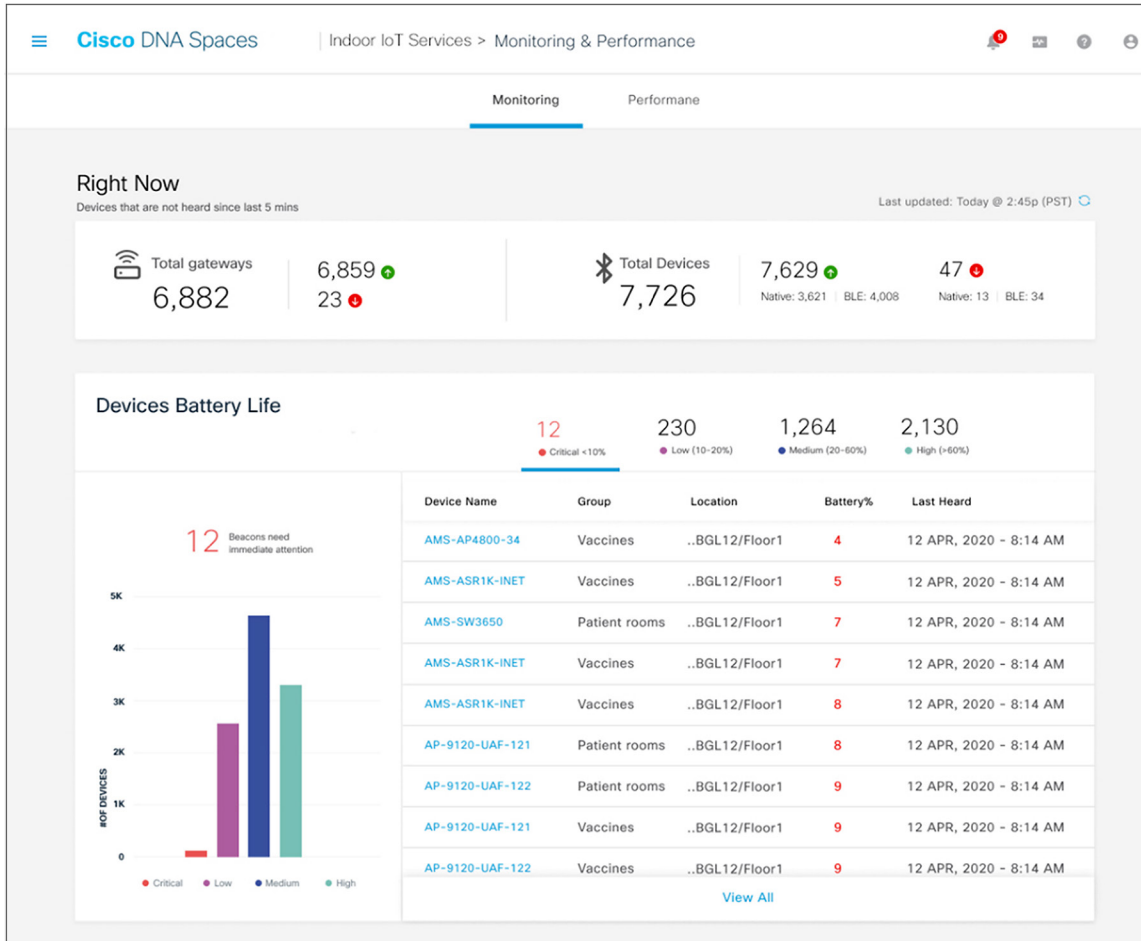 Cisco DNA Spaces
Indoor IoT Services > Monitoring & Performance
9
Monitoring
Performane
Right Now
Devices that are not heard since last 5 mins
Last updated: Today @ 2:45p (PST)
Total gateways
6,882
6,859
23
Total Devices
7,726
7,629
Native: 3,621 | BLE: 4,008
47
Native: 13 | BLE: 34
Devices Battery Life
12
Critical <10%
230
Low (10-20%)
1,264
Medium (20-60%)
2,130
High (>60%)
12
Beacons need
immediate attention
5K
4K
3K
2K
1K
0
#OF DEVICES
Critical Low Medium High
Device Name Group Location Battery% Last Heard
AMS-AP4800-34 Vaccines ..BGL12/Floor1 4 12 APR, 2020 - 8:14 AM
AMS-ASR1K-INET Vaccines ..BGL12/Floor1 5 12 APR, 2020 - 8:14 AM
AMS-SW3650 Patient rooms ..BGL12/Floor1 7 12 APR, 2020 - 8:14 AM
AMS-ASR1K-INET Vaccines ..BGL12/Floor1 7 12 APR, 2020 - 8:14 AM
AMS-ASR1K-INET Vaccines ..BGL12/Floor1 8 12 APR, 2020 - 8:14 AM
AP-9120-UAF-121 Patient rooms ..BGL12/Floor1 8 12 APR, 2020 - 8:14 AM
AP-9120-UAF-122 Patient rooms ..BGL12/Floor1 9 12 APR, 2020 - 8:14 AM
AP-9120-UAF-121 Vaccines ..BGL12/Floor1 9 12 APR, 2020 - 8:14 AM
AP-9120-UAF-122 Vaccines ..BGL12/Floor1 9 12 APR, 2020 - 8:14 AM
View All